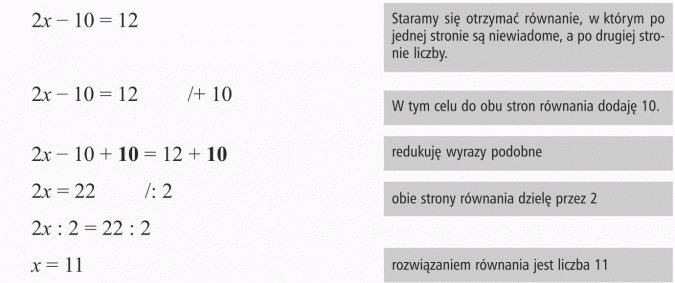 2x − 10 = 12
Staramy się otrzymać równanie, w którym po
jednej stronie są niewiadome, a po drugiej stro-
nie liczby.
2x − 10 = 12 /+ 10
W tym celu do obu stron równania dodaję 10.
2x − 10 + 10 = 12 + 10
redukuję wyrazy podobne
2x = 22 /: 2
obie strony równania dzielę przez 2
2x : 2 = 22 : 2
x = 11
rozwiązaniem równania jest liczba 11